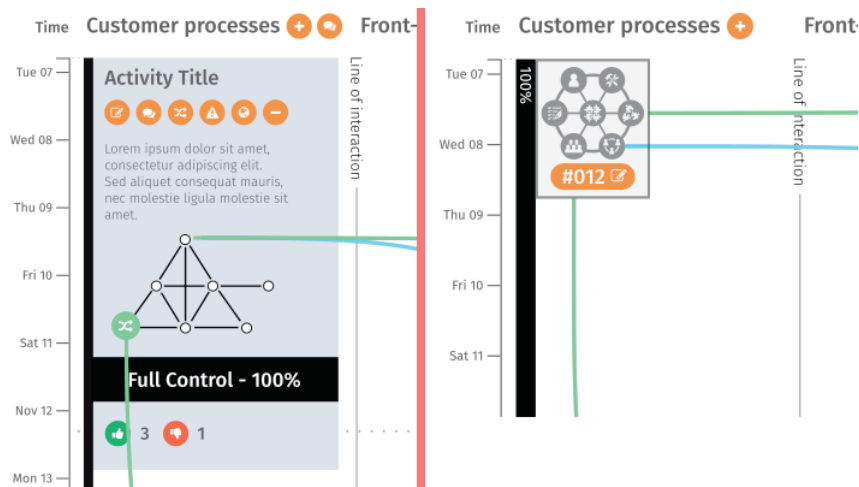 Time
Customer processes
Front-
Tue 07
Wed 08
Thu 09
Fri 10
Sat 11
Nov 12
Mon 13
Activity Title
Lorem ipsum dolor sit amet,
consectetur adipiscing elit.
Sed aliquet consequat mauris,
nec molestie ligula molestie sit
amet.
Full Control - 100%
3
1
Line of interaction
Time
Customer processes
Front-
Tue 07
Wed 08
Thu 09
Fri 10
Sat 11
100%
#012
Line of interaction